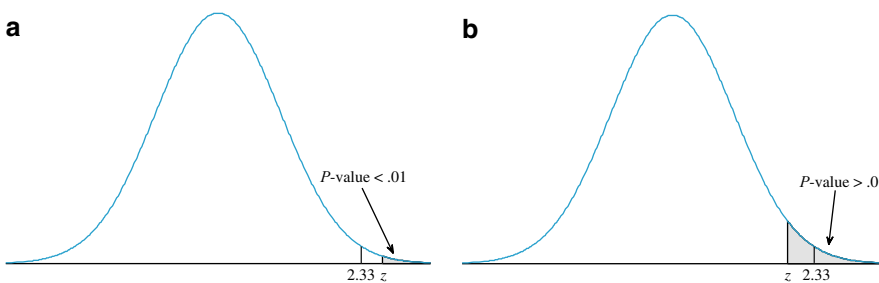 a
P-value < .01
2.33 z
b
P-value > .0
z 2.33